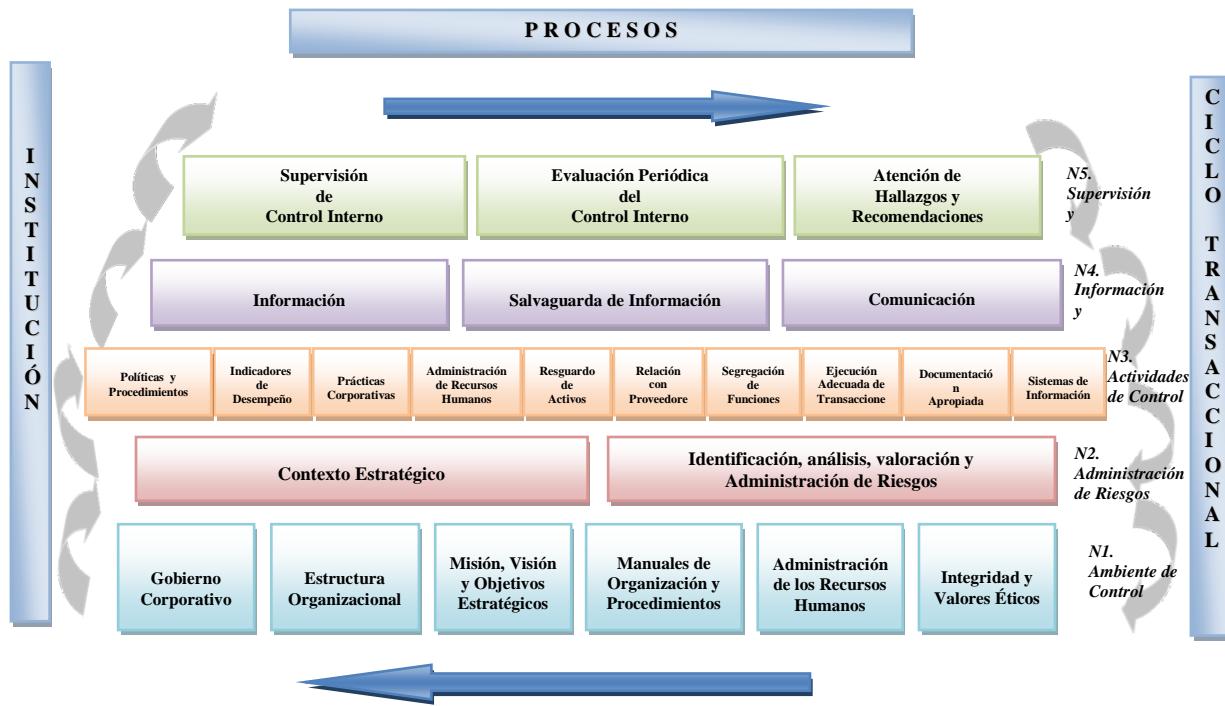 P R O C E S O S
I N S T I T U C I Ó N
C I C L O T R A N S A C C I O N A L
Supervisión
de
Control Interno
Evaluación Periódica
del
Control Interno
Atención de
Hallazgos y
Recomendaciones
N5.
Supervisión
y
Información
Salvaguarda de Información
Comunicación
N4.
Información
y
Políticas y
Procedimientos
Indicadores
de
Desempeño
Prácticas
Corporativas
Administración
de Recursos
Humanos
Resguardo
de
Activos
Relación
con
Proveedore
Segregación
de
Funciones
Ejecución
Adecuada de
Transaccione
Documentació
n
Apropiada
Sistemas de
Información
N3.
Actividades
de Control
Contexto Estratégico
Identificación, análisis, valoración y
Administración de Riesgos
N2.
Administración
de Riesgos
Gobierno
Corporativo
Estructura
Organizacional
Misión, Visión
y Objetivos
Estratégicos
Manuales de
Organización y
Procedimientos
Administración
de los Recursos
Humanos
Integridad y
Valores Éticos
N1.
Ambiente de
Control